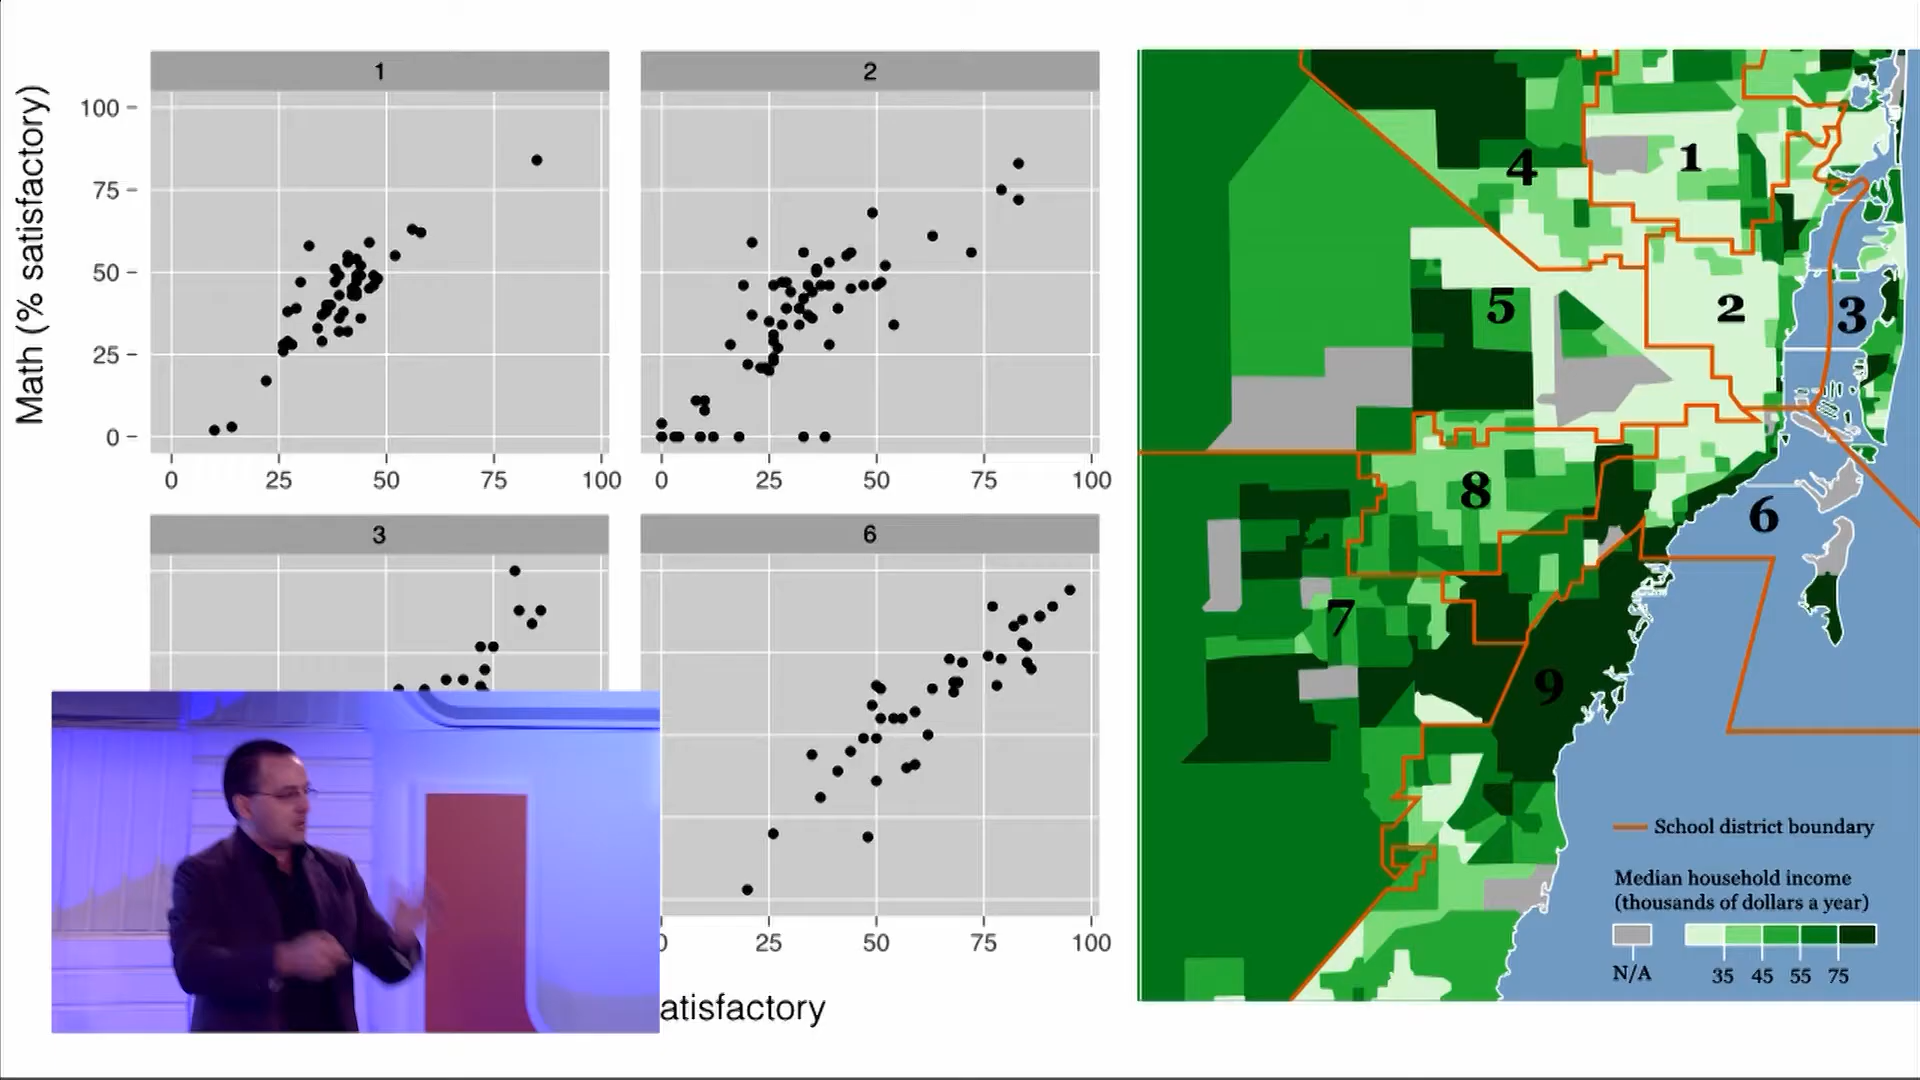 1
2
Math (% satisfactory)
100
75
50
25
0
0 25 50 75 100
0 25 50 75 100
3
6
0 25 50 75 100
atisfactory
4
1
5
2
3
8
6
7
9
School district boundary
Median household income
(thousands of dollars a year)
N/A
35 45 55 75